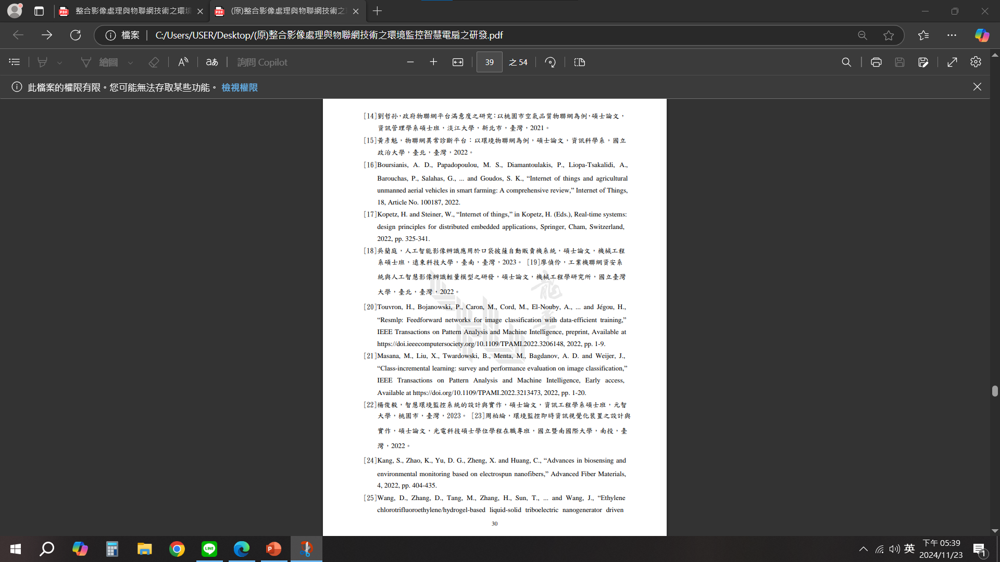 整合影像處理與物聯網技術之環境
(原)整合影像處理與物聯網技術之
檔案
C:/Users/USER/Desktop/(原)整合影像處理與物聯網技術之環境監控智慧電扇之研發.pdf
繪圖
aあ
詢問 Copilot
39
之 54
此檔案的權限有限。您可能無法存取某些功能。 檢視權限
[14]劉哲孙，政府物聯網平台滿意度之研究：以桃園市空氣品質物聯網為例，碩士論文，
資訊管理學系碩士班，淡江大學，新北市，臺灣，2021。
[15]黃彥魁，物聯網異常診斷平台：以環境物聯網為例，碩士論文，資訊科學系，國立
政治大學，臺北，臺灣，2022。
[16]Boursianis, A. D., Papadopoulou, M. S., Diamantoulakis, P., Liopa-Tsakalidi, A.,
Barouchas, P., Salahas, G., ... and Goudos, S. K., “Internet of things and agricultural
unmanned aerial vehicles in smart farming: A comprehensive review,” Internet of Things,
18, Article No. 100187, 2022.
[17]Kopetz, H. and Steiner, W., “Internet of things,” in Kopetz, H. (Eds.), Real-time systems:
design principles for distributed embedded applications, Springer, Cham, Switzerland,
2022, pp. 325-341.
[18]吳簡庭，人工智能影像辨識應用於口袋披薩自動販賣機系統，碩士論文，機械工程
系碩士班，遠東科技大學，臺南，臺灣，2023。 [19]廖偵伶，工業機聯網資安系
統與人工智慧影像辨識輕量模型之研發，碩士論文，機械工程學研究所，國立臺灣
大學，臺北，臺灣，2022。
[20]Touvron, H., Bojanowski, P., Caron, M., Cord, M., El-Nouby, A., ... and Jégou, H.,
“Resmlp: Feedforward networks for image classification with data-efficient training,”
IEEE Transactions on Pattern Analysis and Machine Intelligence, preprint, Available at
https://doi.ieeecomputersociety.org/10.1109/TPAMI.2022.3206148, 2022, pp. 1-9.
[21]Masana, M., Liu, X., Twardowski, B., Menta, M., Bagdanov, A. D. and Weijer, J.,
“Class-incremental learning: survey and performance evaluation on image classification,”
IEEE Transactions on Pattern Analysis and Machine Intelligence, Early access,
Available at https://doi.org/10.1109/TPAMI.2022.3213473, 2022, pp. 1-20.
[22]楊俊毅，智慧環境監控系統的設計與實作，碩士論文，資訊工程學系碩士班，元智
大學，桃園市，臺灣，2023。 [23]周柏綸，環境監控即時資訊視覺化裝置之設計與
實作，碩士論文，光電科技碩士學位學程在職專班，國立暨南國際大學，南投，臺
灣，2022。
[24]Kang, S., Zhao, K., Yu, D. G., Zheng, X. and Huang, C., “Advances in biosensing and
environmental monitoring based on electrospun nanofibers,” Advanced Fiber Materials,
4, 2022, pp. 404-435.
[25]Wang, D., Zhang, D., Tang, M., Zhang, H., Sun, T., ... and Wang, J., “Ethylene
chlorotrifluoroethylene/hydrogel-based liquid-solid triboelectric nanogenerator driven
30
龍華
英
下午 05:39
2024/11/23
1